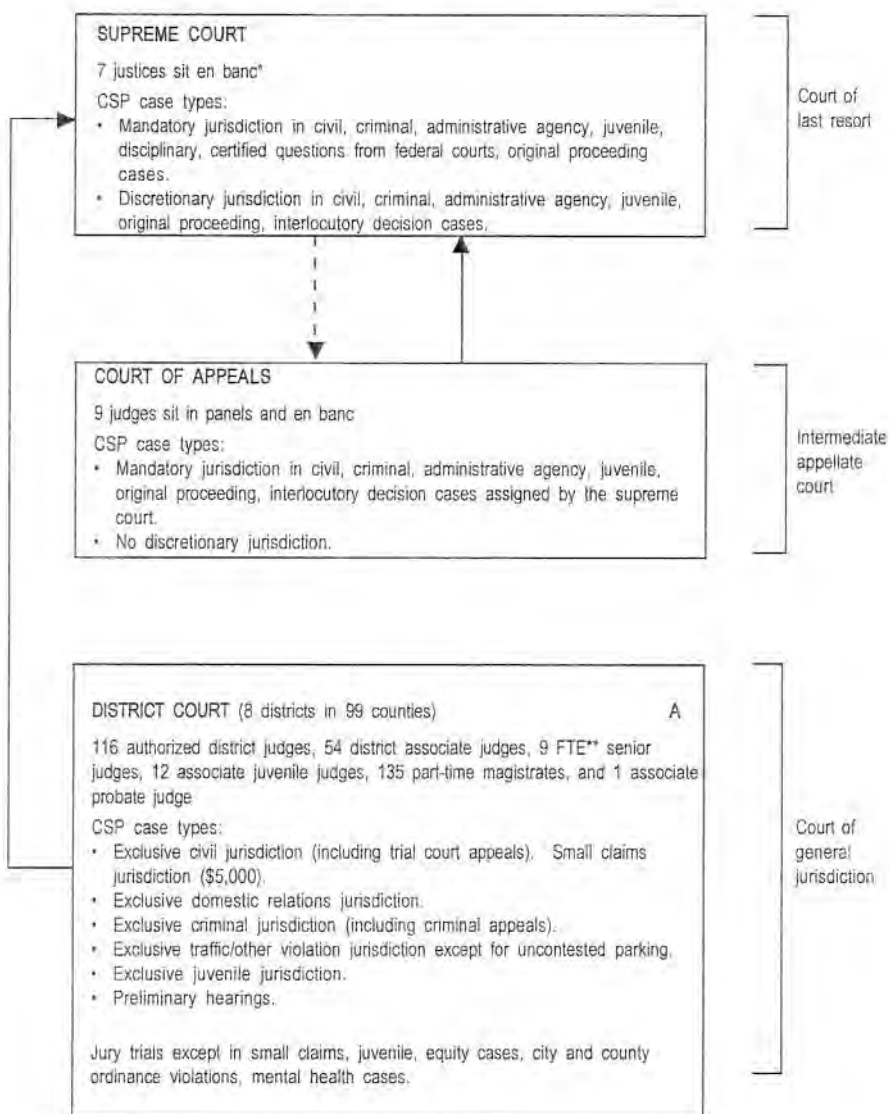 SUPREME COURT
7 justices sit en banc*
CSP case types:
• Mandatory jurisdiction in civil, criminal, administrative agency, juvenile,
disciplinary, certified questions from federal courts, original proceeding
cases.
• Discretionary jurisdiction in civil, criminal, administrative agency, juvenile,
original proceeding, interlocutory decision cases.
Court of
last resort
COURT OF APPEALS
9 judges sit in panels and en banc
CSP case types:
• Mandatory jurisdiction in civil, criminal, administrative agency, juvenile,
original proceeding, interlocutory decision cases assigned by the supreme
court.
• No discretionary jurisdiction.
Intermediate
appellate
court
DISTRICT COURT (8 districts in 99 counties) A
116 authorized district judges, 54 district associate judges, 9 FTE** senior
judges, 12 associate juvenile judges, 135 part-time magistrates, and 1 associate
probate judge
CSP case types:
• Exclusive civil jurisdiction (including trial court appeals). Small claims
jurisdiction ($5,000).
• Exclusive domestic relations jurisdiction.
• Exclusive criminal jurisdiction (including criminal appeals).
• Exclusive traffic/other violation jurisdiction except for uncontested parking.
• Exclusive juvenile jurisdiction.
• Preliminary hearings.
Jury trials except in small claims, juvenile, equity cases, city and county
ordinance violations, mental health cases.
Court of
general
jurisdiction